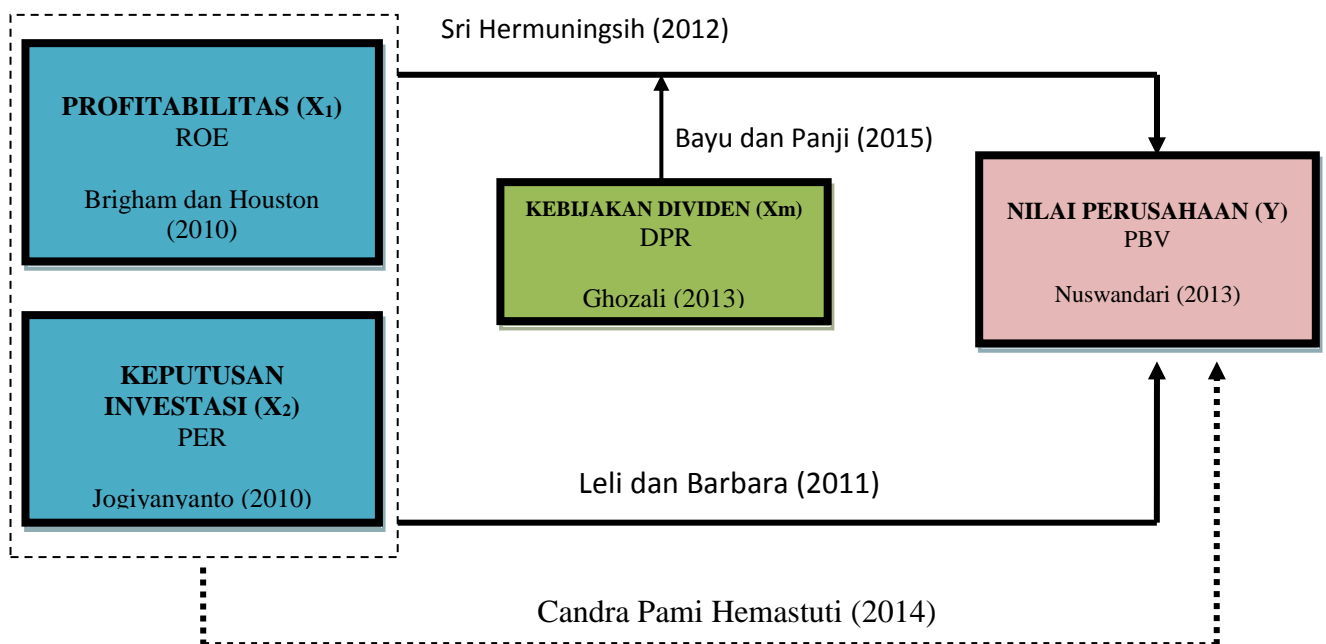 Sri Hermuningsih (2012)
PROFITABILITAS (X₁)
ROE
Brigham dan Houston
(2010)
Bayu dan Panji (2015)
KEBIJAKAN DIVIDEN (Xm)
DPR
Ghozali (2013)
NILAI PERUSAHAAN (Y)
PBV
Nuswandari (2013)
KEPUTUSAN
INVESTASI (X₂)
PER
Jogiyanyanto (2010)
Leli dan Barbara (2011)
Candra Pami Hemastuti (2014)